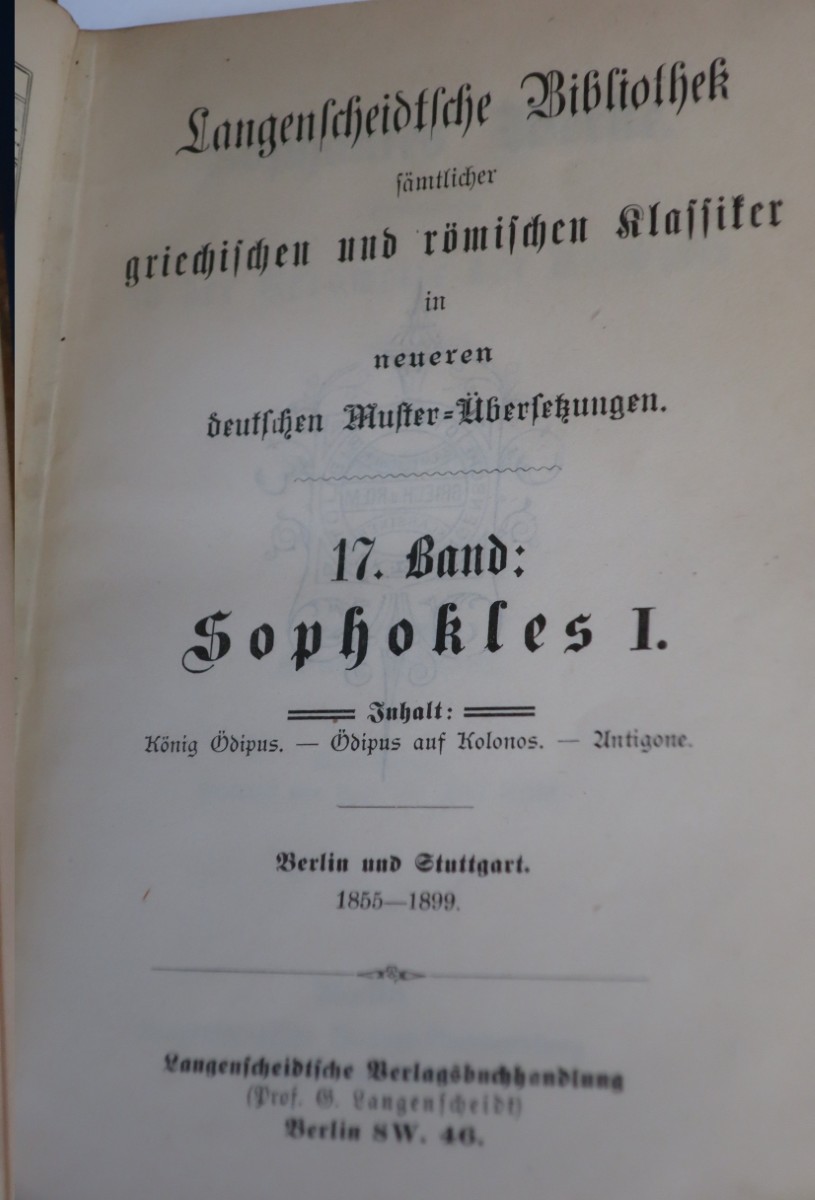 Langenscheidtsche Bibliothek
sämtlicher
griechischen und römischen Klassiker
in
neueren
deutschen Muster-Übersetzungen.
17. Band:
Sophokles I.
Inhalt:
König Ödipus. — Ödipus auf Kolonos. — Antigone.
Berlin und Stuttgart.
1855—1899.
Langenscheidtsche Verlagsbuchhandlung
(Prof. G. Langenscheidt)
Berlin SW. 46.